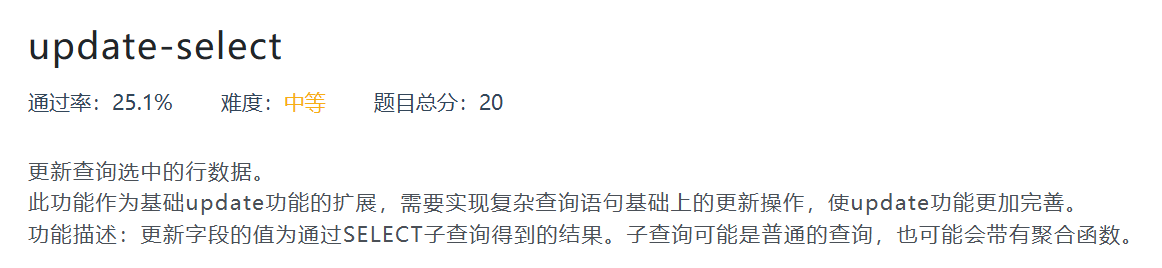 update-select
通过率：25.1% 难度：中等 题目总分：20
更新查询选中的行数据。
此功能作为基础update功能的扩展，需要实现复杂查询语句基础上的更新操作，使update功能更加完善。
功能描述：更新字段的值为通过SELECT子查询得到的结果。子查询可能是普通的查询，也可能会带有聚合函数。